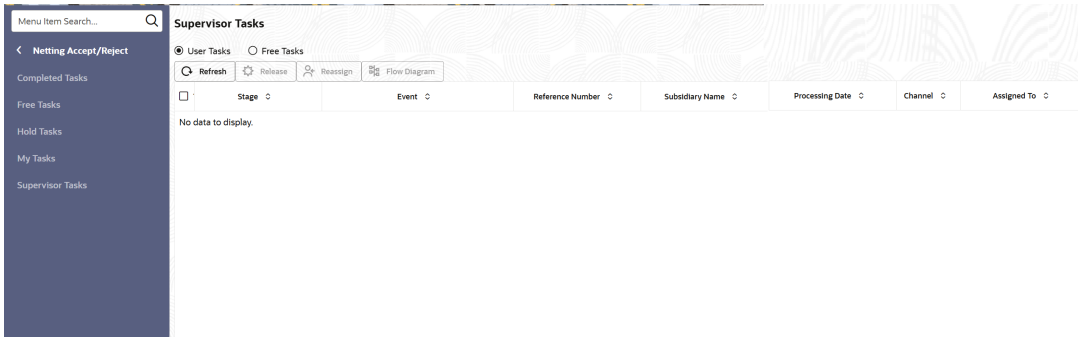 Menu Item Search...
Netting Accept/Reject
Completed Tasks
Free Tasks
Hold Tasks
My Tasks
Supervisor Tasks
Supervisor Tasks
User Tasks Free Tasks
Refresh Release Reassign Flow Diagram
Stage Event Reference Number Subsidiary Name Processing Date Channel Assigned To
No data to display.